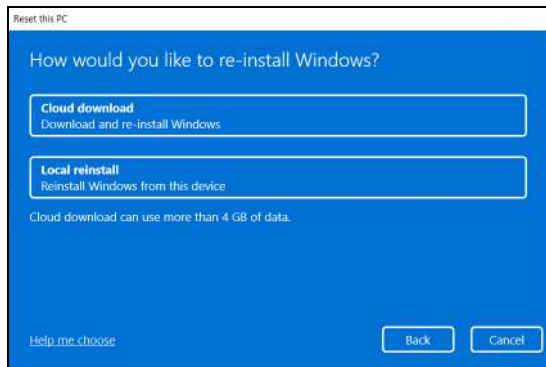 Reset this PC
How would you like to re-install Windows?
Cloud download
Download and re-install Windows
Local reinstall
Reinstall Windows from this device
Cloud download can use more than 4 GB of data.
Help me choose
Back
Cancel